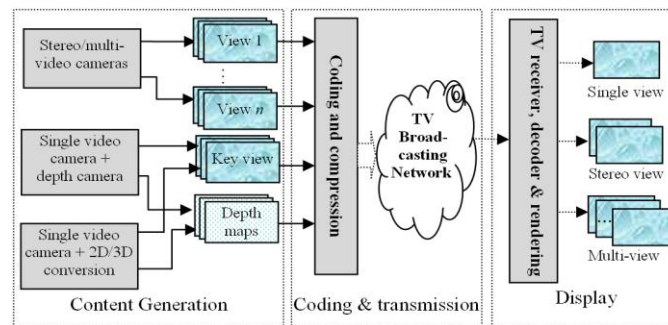 Stereo/multi-
video cameras
Single video
camera +
depth camera
Single video
camera + 2D/3D
conversion
View 1
View n
Key view
Depth
maps
Content Generation
Coding and compression
TV
Broad-
casting
Network
Coding & transmission
TV receiver,
decoder & rendering
Single view
Stereo view
Multi-view
Display